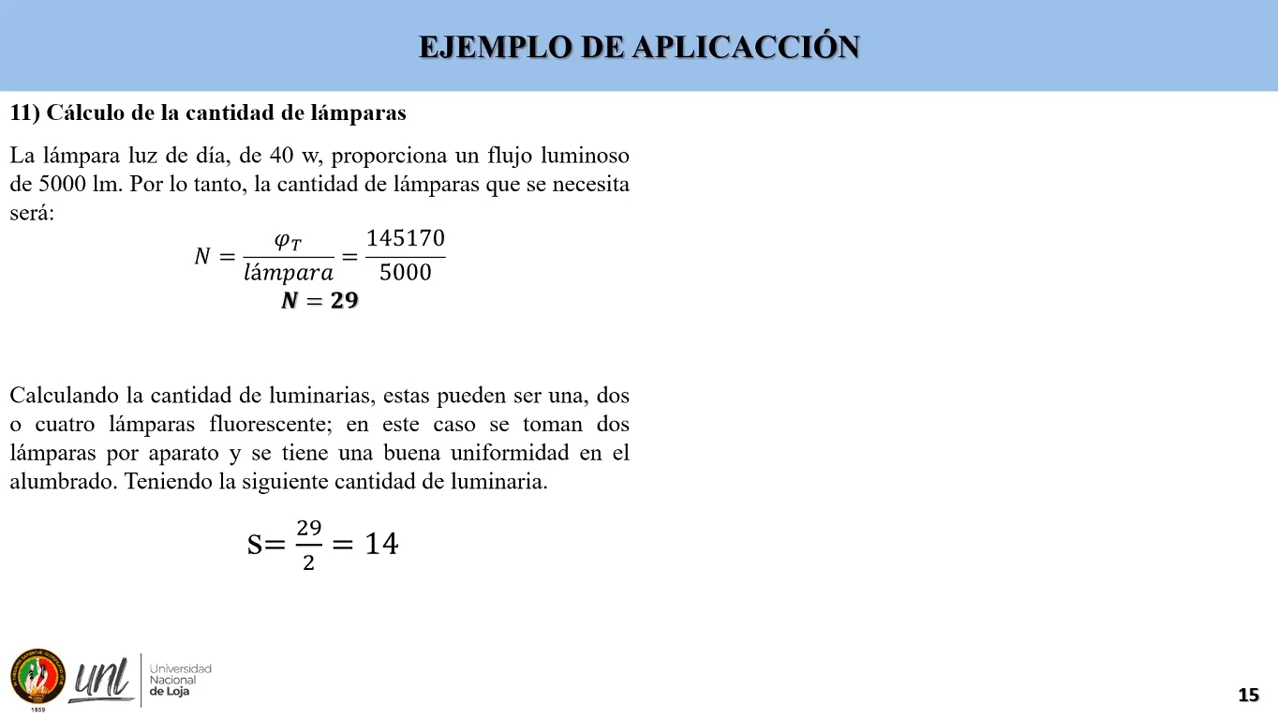 EJEMPLO DE APLICACCIÓN
11) Cálculo de la cantidad de lámparas
La lámpara luz de día, de 40 w, proporciona un flujo luminoso
de 5000 lm. Por lo tanto, la cantidad de lámparas que se necesita
será:
N = φ_T / lámpara = 145170 / 5000
N = 29
Calculando la cantidad de luminarias, estas pueden ser una, dos
o cuatro lámparas fluorescente; en este caso se toman dos
lámparas por aparato y se tiene una buena uniformidad en el
alumbrado. Teniendo la siguiente cantidad de luminaria.
S= 29 / 2 = 14
1859
unl
Universidad
Nacional
de Loja
15